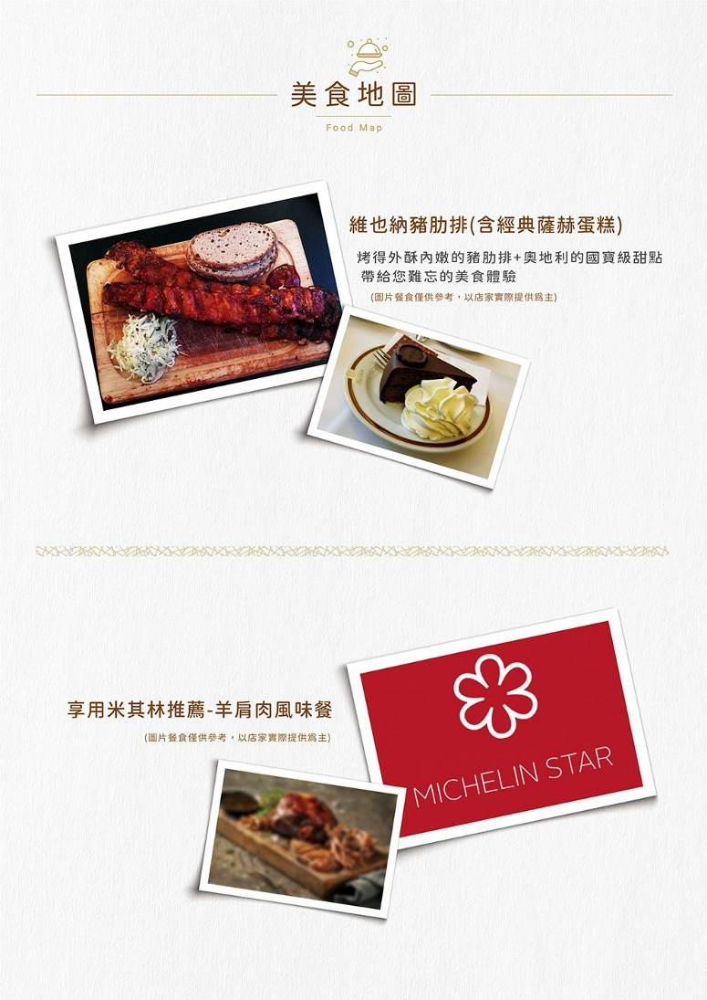 美食地圖
Food Map
維也納豬肋排(含經典薩赫蛋糕)
烤得外酥內嫩的豬肋排+奧地利的國寶級甜點
帶給您難忘的美食體驗
(圖片餐食僅供參考，以店家實際提供為主)
享用米其林推薦-羊肩肉風味餐
(圖片餐食僅供參考，以店家實際提供為主)
MICHELIN STAR